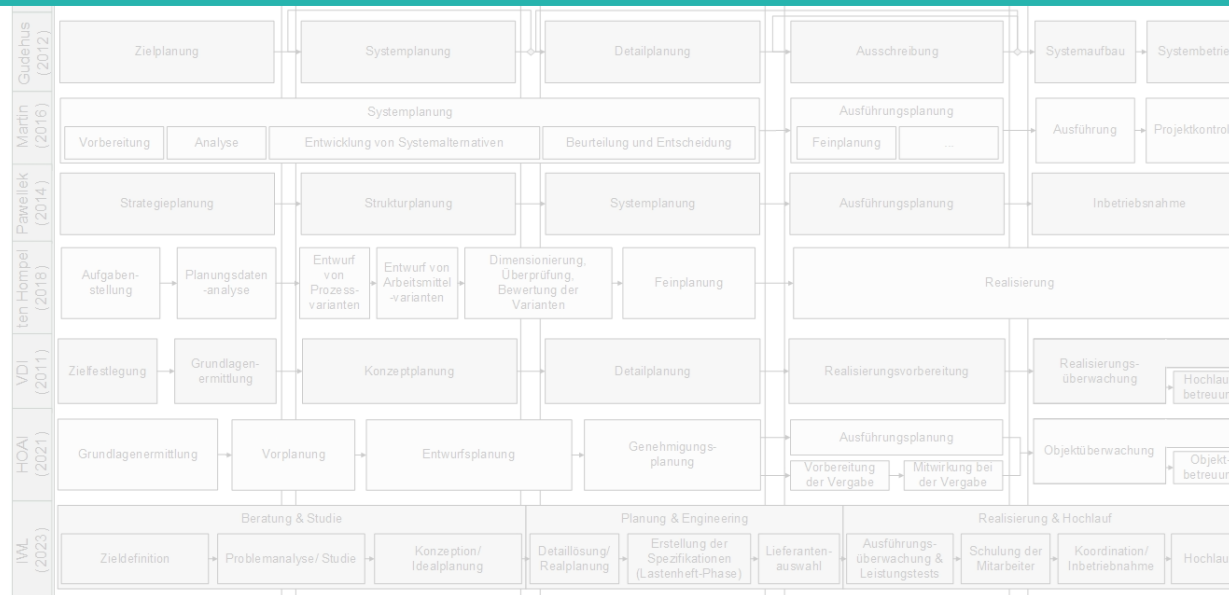 Gudehus
(2012)
Zielplanung
Systemplanung
Detailplanung
Ausschreibung
Systemaufbau
Systembetrie
Martin
(2016)
Systemplanung
Vorbereitung
Analyse
Entwicklung von Systemalternativen
Beurteilung und Entscheidung
Ausführungsplanung
Feinplanung
...
Ausführung
Projektkontrol
Pawellek
(2014)
Strategieplanung
Strukturplanung
Systemplanung
Ausführungsplanung
Inbetriebsnahme
ten Hompel
(2018)
Aufgaben-
stellung
Planungsdaten
-analyse
Entwurf
von
Prozess-
varianten
Entwurf von
Arbeitsmittel
-varianten
Dimensionierung,
Überprüfung,
Bewertung der
Varianten
Feinplanung
Realisierung
VDI
(2011)
Zielfestlegung
Grundlagen-
ermittlung
Konzeptplanung
Detailplanung
Realisierungsvorbereitung
Realisierungs-
überwachung
Hochlau
betreuun
HOAI
(2021)
Grundlagenermittlung
Vorplanung
Entwurfsplanung
Genehmigungs-
planung
Ausführungsplanung
Vorbereitung
der Vergabe
Mitwirkung bei
der Vergabe
Objektüberwachung
Objekt-
betreuun
IWL
(2023)
Beratung & Studie
Zieldefinition
Problemanalyse/ Studie
Konzeption/
Idealplanung
Planung & Engineering
Detaillösung/
Realplanung
Erstellung der
Spezifikationen
(Lastenheft-Phase)
Lieferanten-
auswahl
Realisierung & Hochlauf
Ausführungs-
überwachung &
Leistungstests
Schulung der
Mitarbeiter
Koordination/
Inbetriebnahme
Hochlau